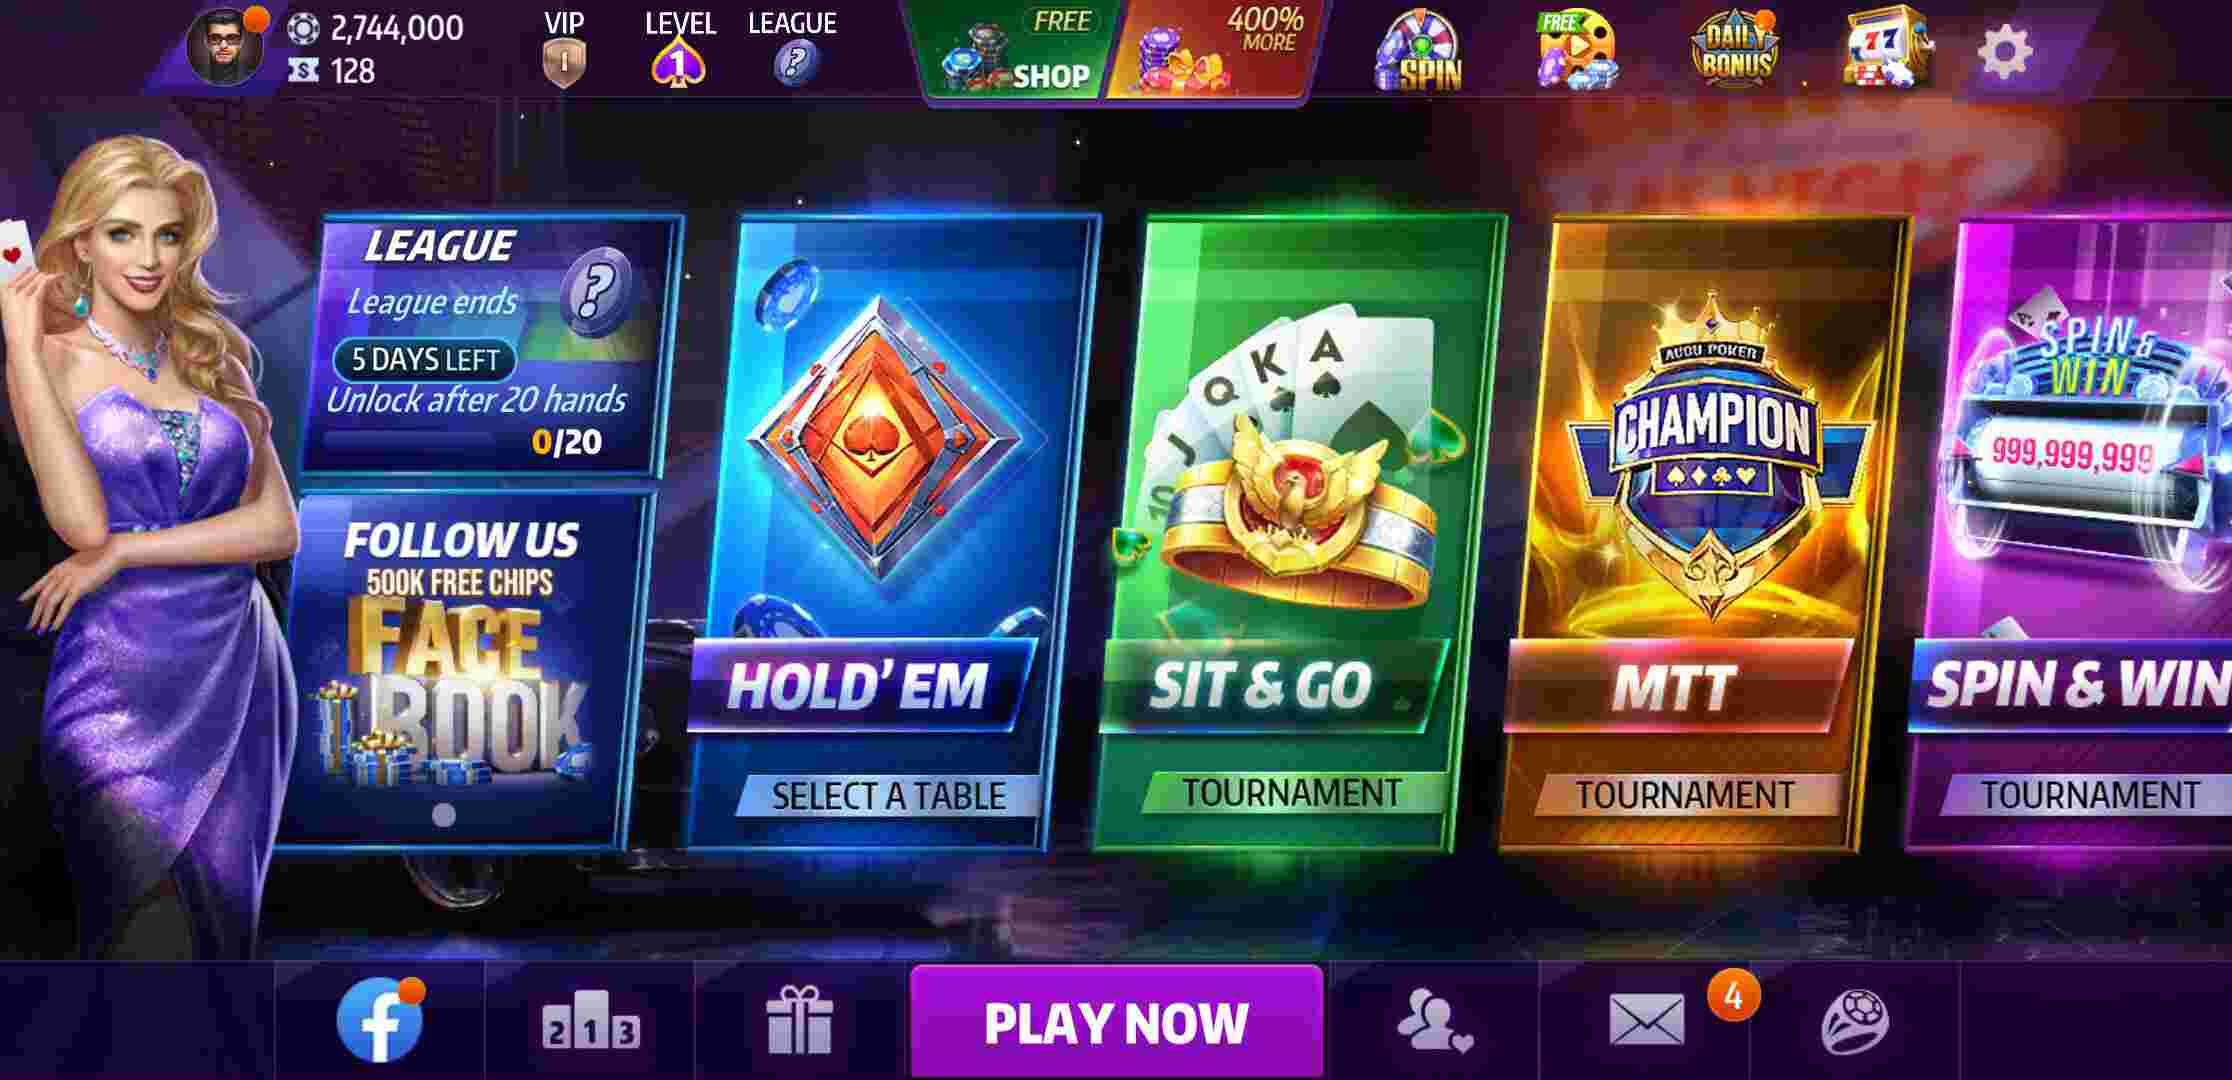 2,744,000
128
VIP
1
LEVEL
1
LEAGUE
?
FREE
SHOP
400%
MORE
SPIN
FREE
DAILY
BONUS
77
LEAGUE
League ends
5 DAYS LEFT
Unlock after 20 hands
0/20
?
FOLLOW US
500K FREE CHIPS
FACE
BOOK
HOLD'EM
SELECT A TABLE
10 J Q K A
SIT & GO
TOURNAMENT
POKER
CHAMPION
MTT
TOURNAMENT
SPIN &
WIN
999,999,999
SPIN & WIN
TOURNAMENT
f
2 1 3
PLAY NOW
4